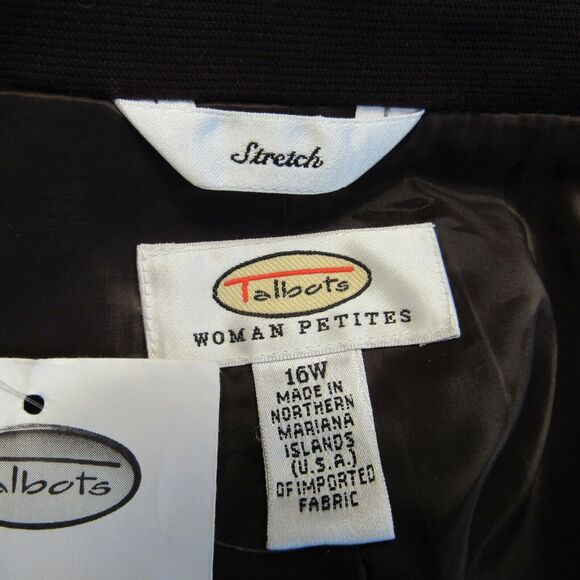 Stretch
Talbots
WOMAN PETITES
16W
MADE IN
NORTHERN
MARIANA
ISLANDS
(U.S.A.)
OF IMPORTED
FABRIC
albots